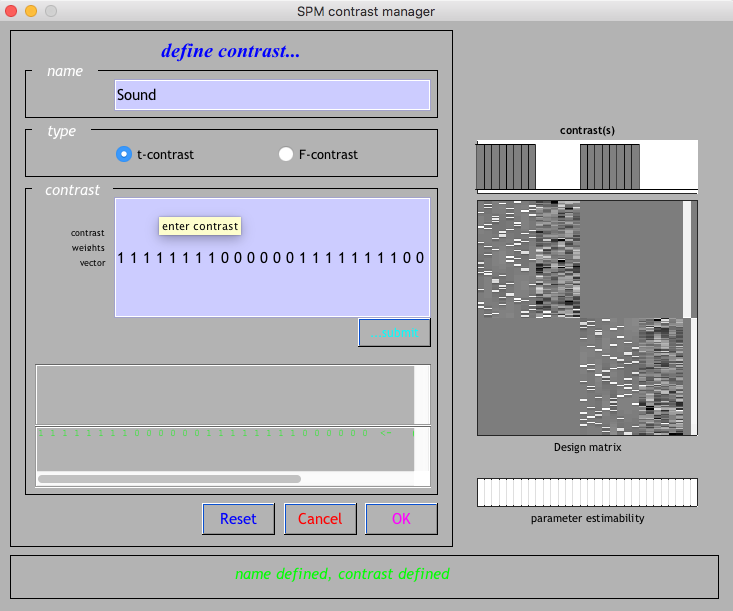 SPM contrast manager
define contrast...
name
Sound
type
t-contrast
F-contrast
contrast
contrast
weights
vector
enter contrast
1 1 1 1 1 1 1 1 0 0 0 0 0 0 1 1 1 1 1 1 1 1 0 0
...submit
Reset
Cancel
OK
name defined, contrast defined
contrast(s)
Design matrix
parameter estimability